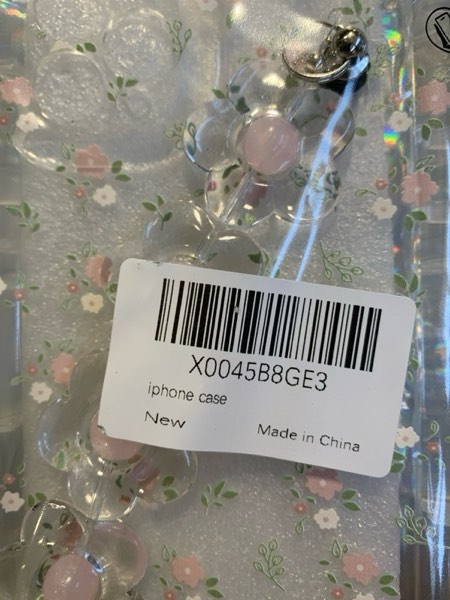 X0045B8GE3
iphone case
New
Made in China